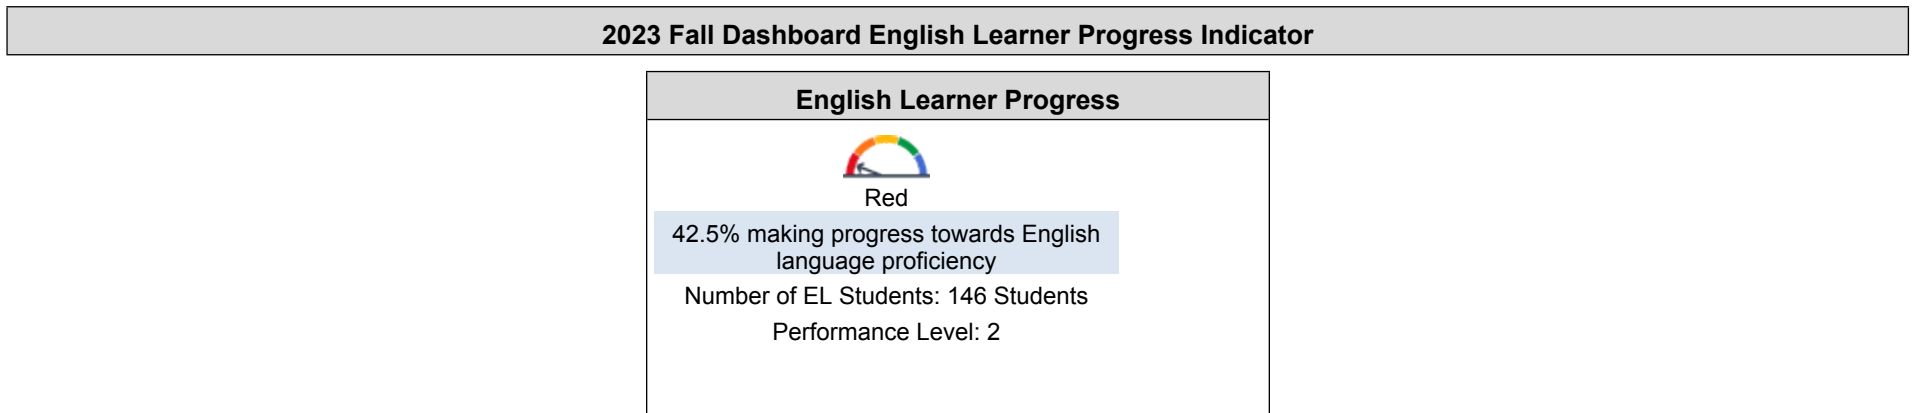 2023 Fall Dashboard English Learner Progress Indicator
English Learner Progress
Red
42.5% making progress towards English
language proficiency
Number of EL Students: 146 Students
Performance Level: 2